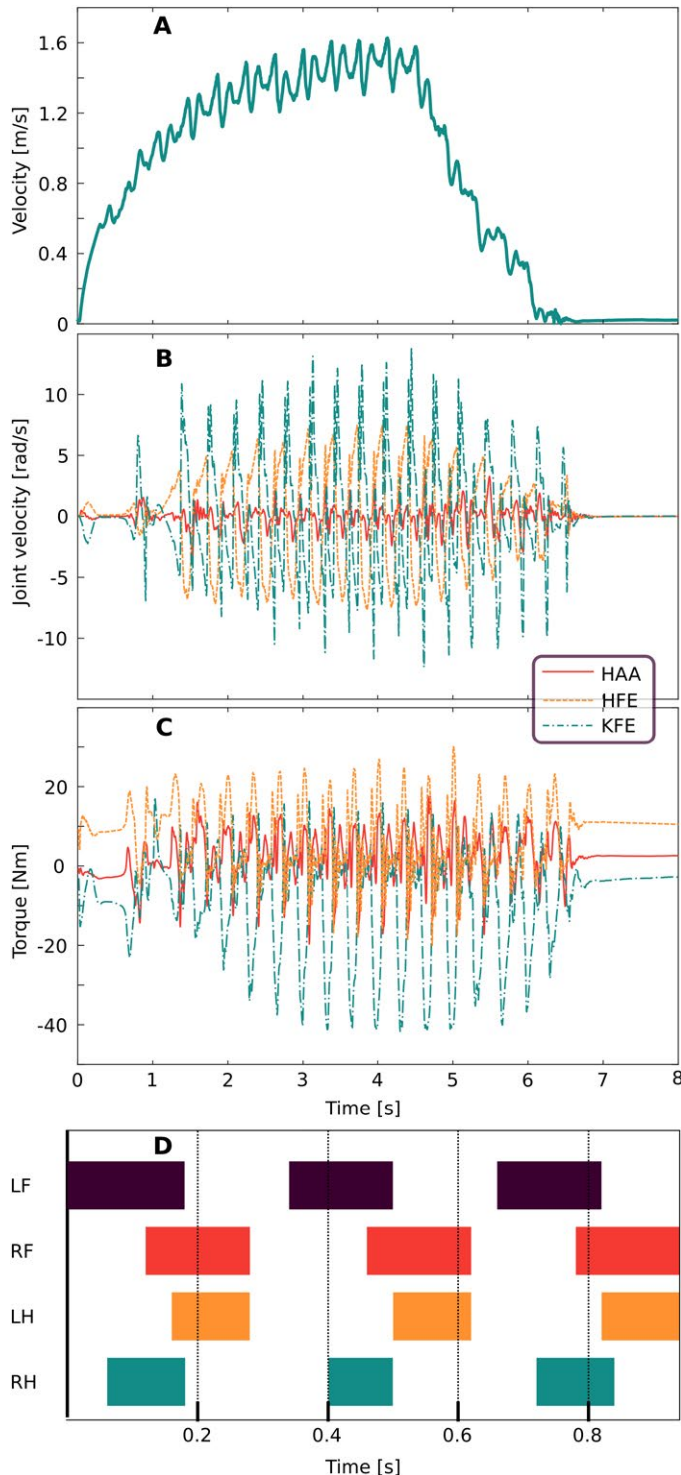 A
Velocity [m/s]
1.6
1.2
0.8
0.4
0
B
Joint velocity [rad/s]
10
5
0
-5
-10
HAA
HFE
KFE
C
Torque [Nm]
20
0
-20
-40
0 1 2 3 4 5 6 7 8
Time [s]
D
LF
RF
LH
RH
0.2 0.4 0.6 0.8
Time [s]